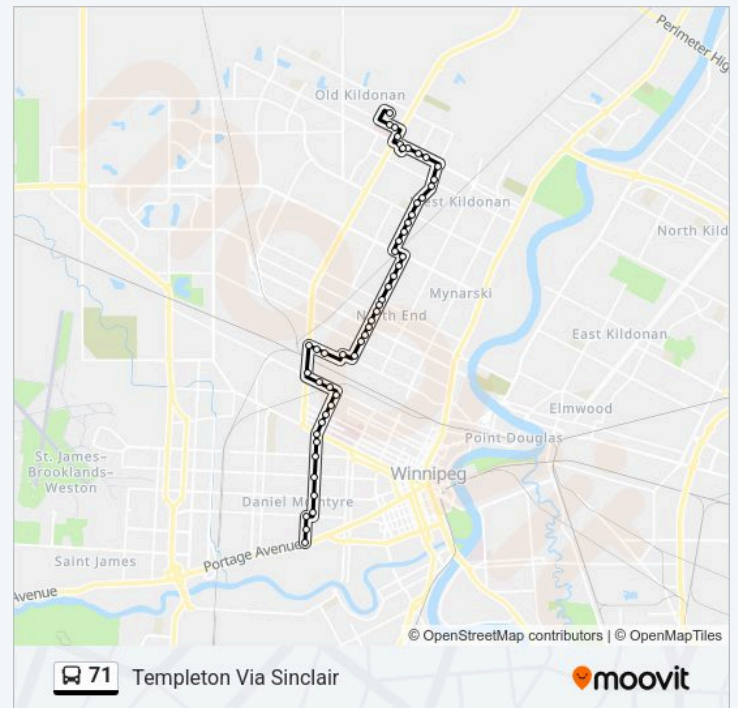 Perimeter Hig
Old Kildonan
est Kildonan
North Kild
Mynarski
North End
East Kildonan
Elmwood
Point Douglas
St. James–
Brooklands–
Weston
Winnipeg
Daniel McIntyre
Saint James
Portage Avenue
Avenue
© OpenStreetMap contributors | © OpenMapTiles
71 Templeton Via Sinclair
moovit